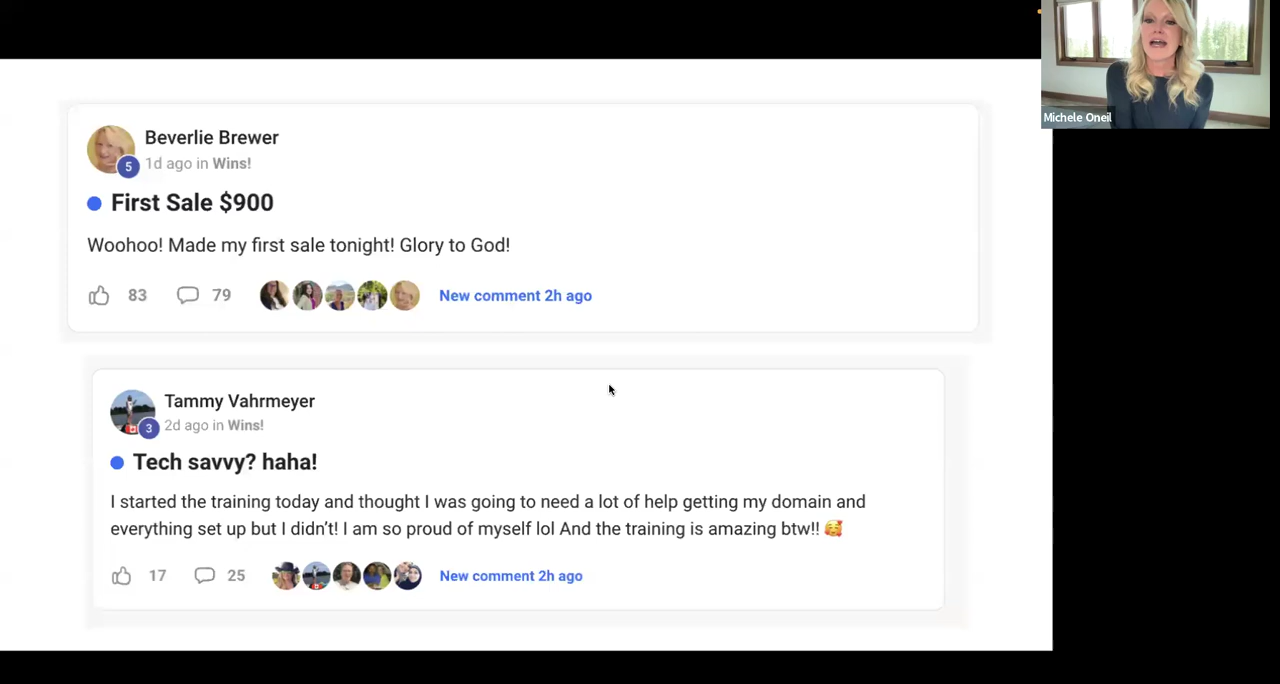 Michele Oneil
Beverlie Brewer
5
1d ago in Wins!
First Sale $900
Woohoo! Made my first sale tonight! Glory to God!
83 79 New comment 2h ago
Tammy Vahrmeyer
3
2d ago in Wins!
Tech savvy? haha!
I started the training today and thought I was going to need a lot of help getting my domain and
everything set up but I didn't! I am so proud of myself lol And the training is amazing btw!! 🥰
17 25 New comment 2h ago